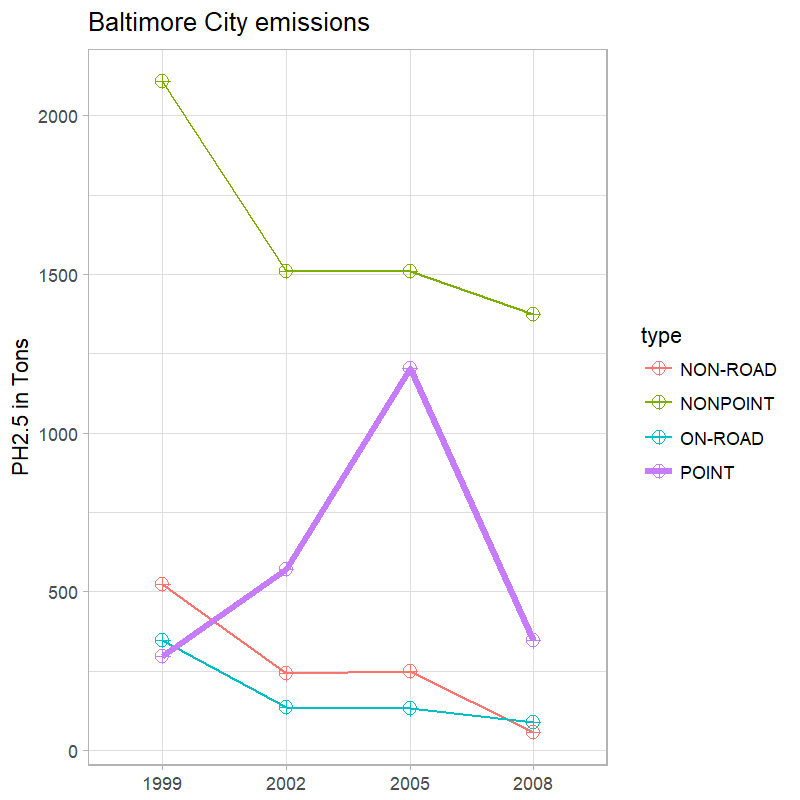 Baltimore City emissions
PH2.5 in Tons
2000
1500
1000
500
0
1999 2002 2005 2008
type
NON-ROAD
NONPOINT
ON-ROAD
POINT